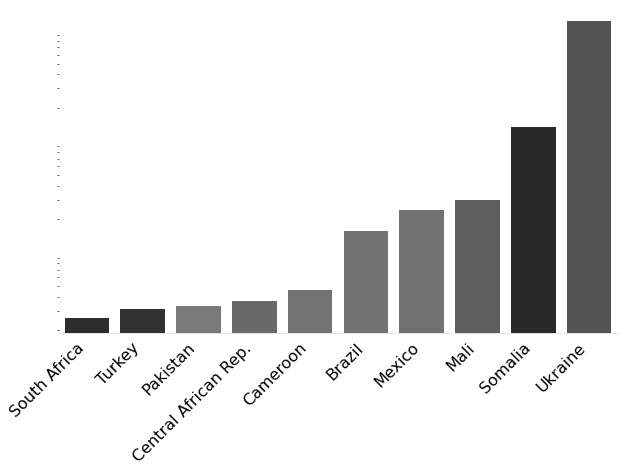 South Africa
Turkey
Pakistan
Central African Rep.
Cameroon
Brazil
Mexico
Mali
Somalia
Ukraine